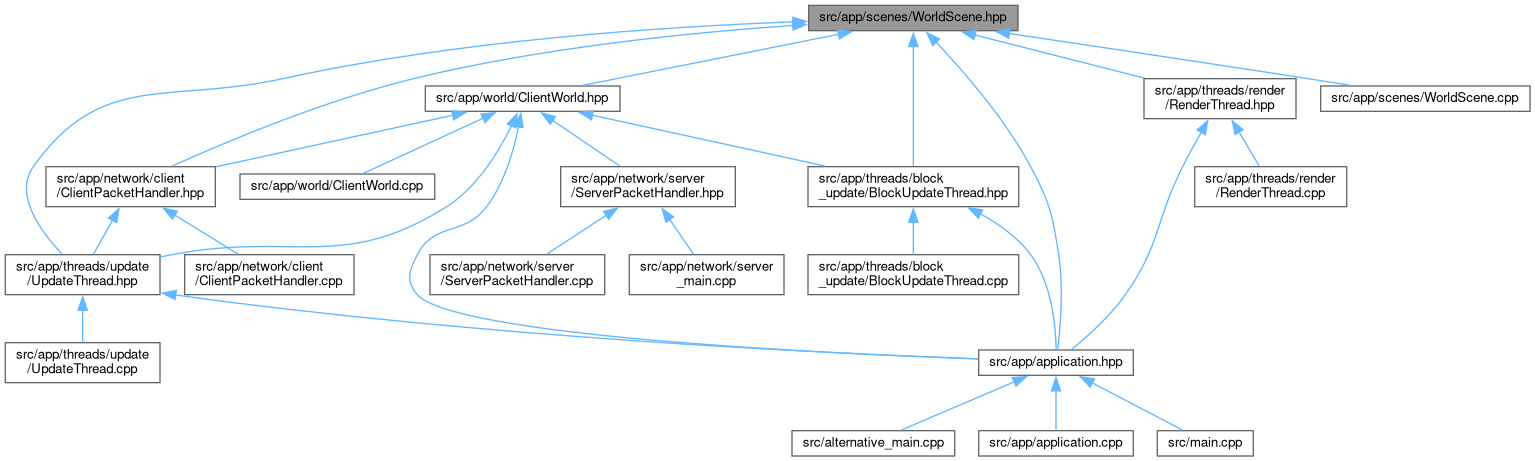 src/app/scenes/WorldScene.hpp
src/app/world/ClientWorld.hpp
src/app/threads/render
/RenderThread.hpp
src/app/scenes/WorldScene.cpp
src/app/network/client
/ClientPacketHandler.hpp
src/app/world/ClientWorld.cpp
src/app/network/server
/ServerPacketHandler.hpp
src/app/threads/block
_update/BlockUpdateThread.hpp
src/app/threads/render
/RenderThread.cpp
src/app/threads/update
/UpdateThread.hpp
src/app/network/client
/ClientPacketHandler.cpp
src/app/network/server
/ServerPacketHandler.cpp
src/app/network/server
_main.cpp
src/app/threads/block
_update/BlockUpdateThread.cpp
src/app/threads/update
/UpdateThread.cpp
src/app/application.hpp
src/alternative_main.cpp
src/app/application.cpp
src/main.cpp